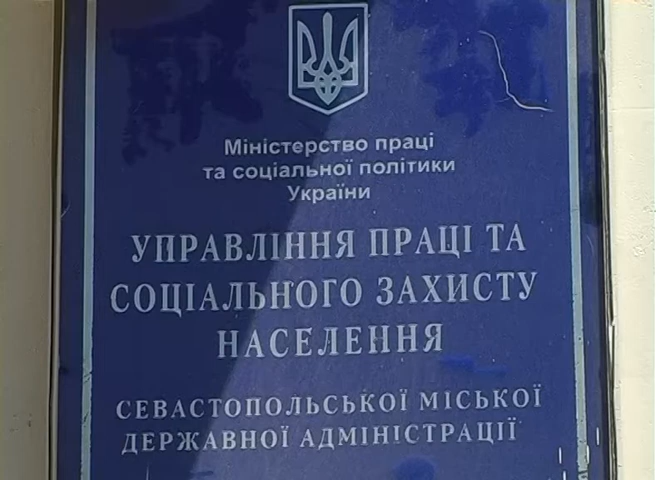 Міністерство праці
та соціальної політики
України
УПРАВЛІННЯ ПРАЦІ ТА
СОЦІАЛЬНОГО ЗАХИСТУ
НАСЕЛЕННЯ
СЕВАСТОПОЛЬСЬКОЇ МІСЬКОЇ
ДЕРЖАВНОЇ АДМІНІСТРАЦІЇ